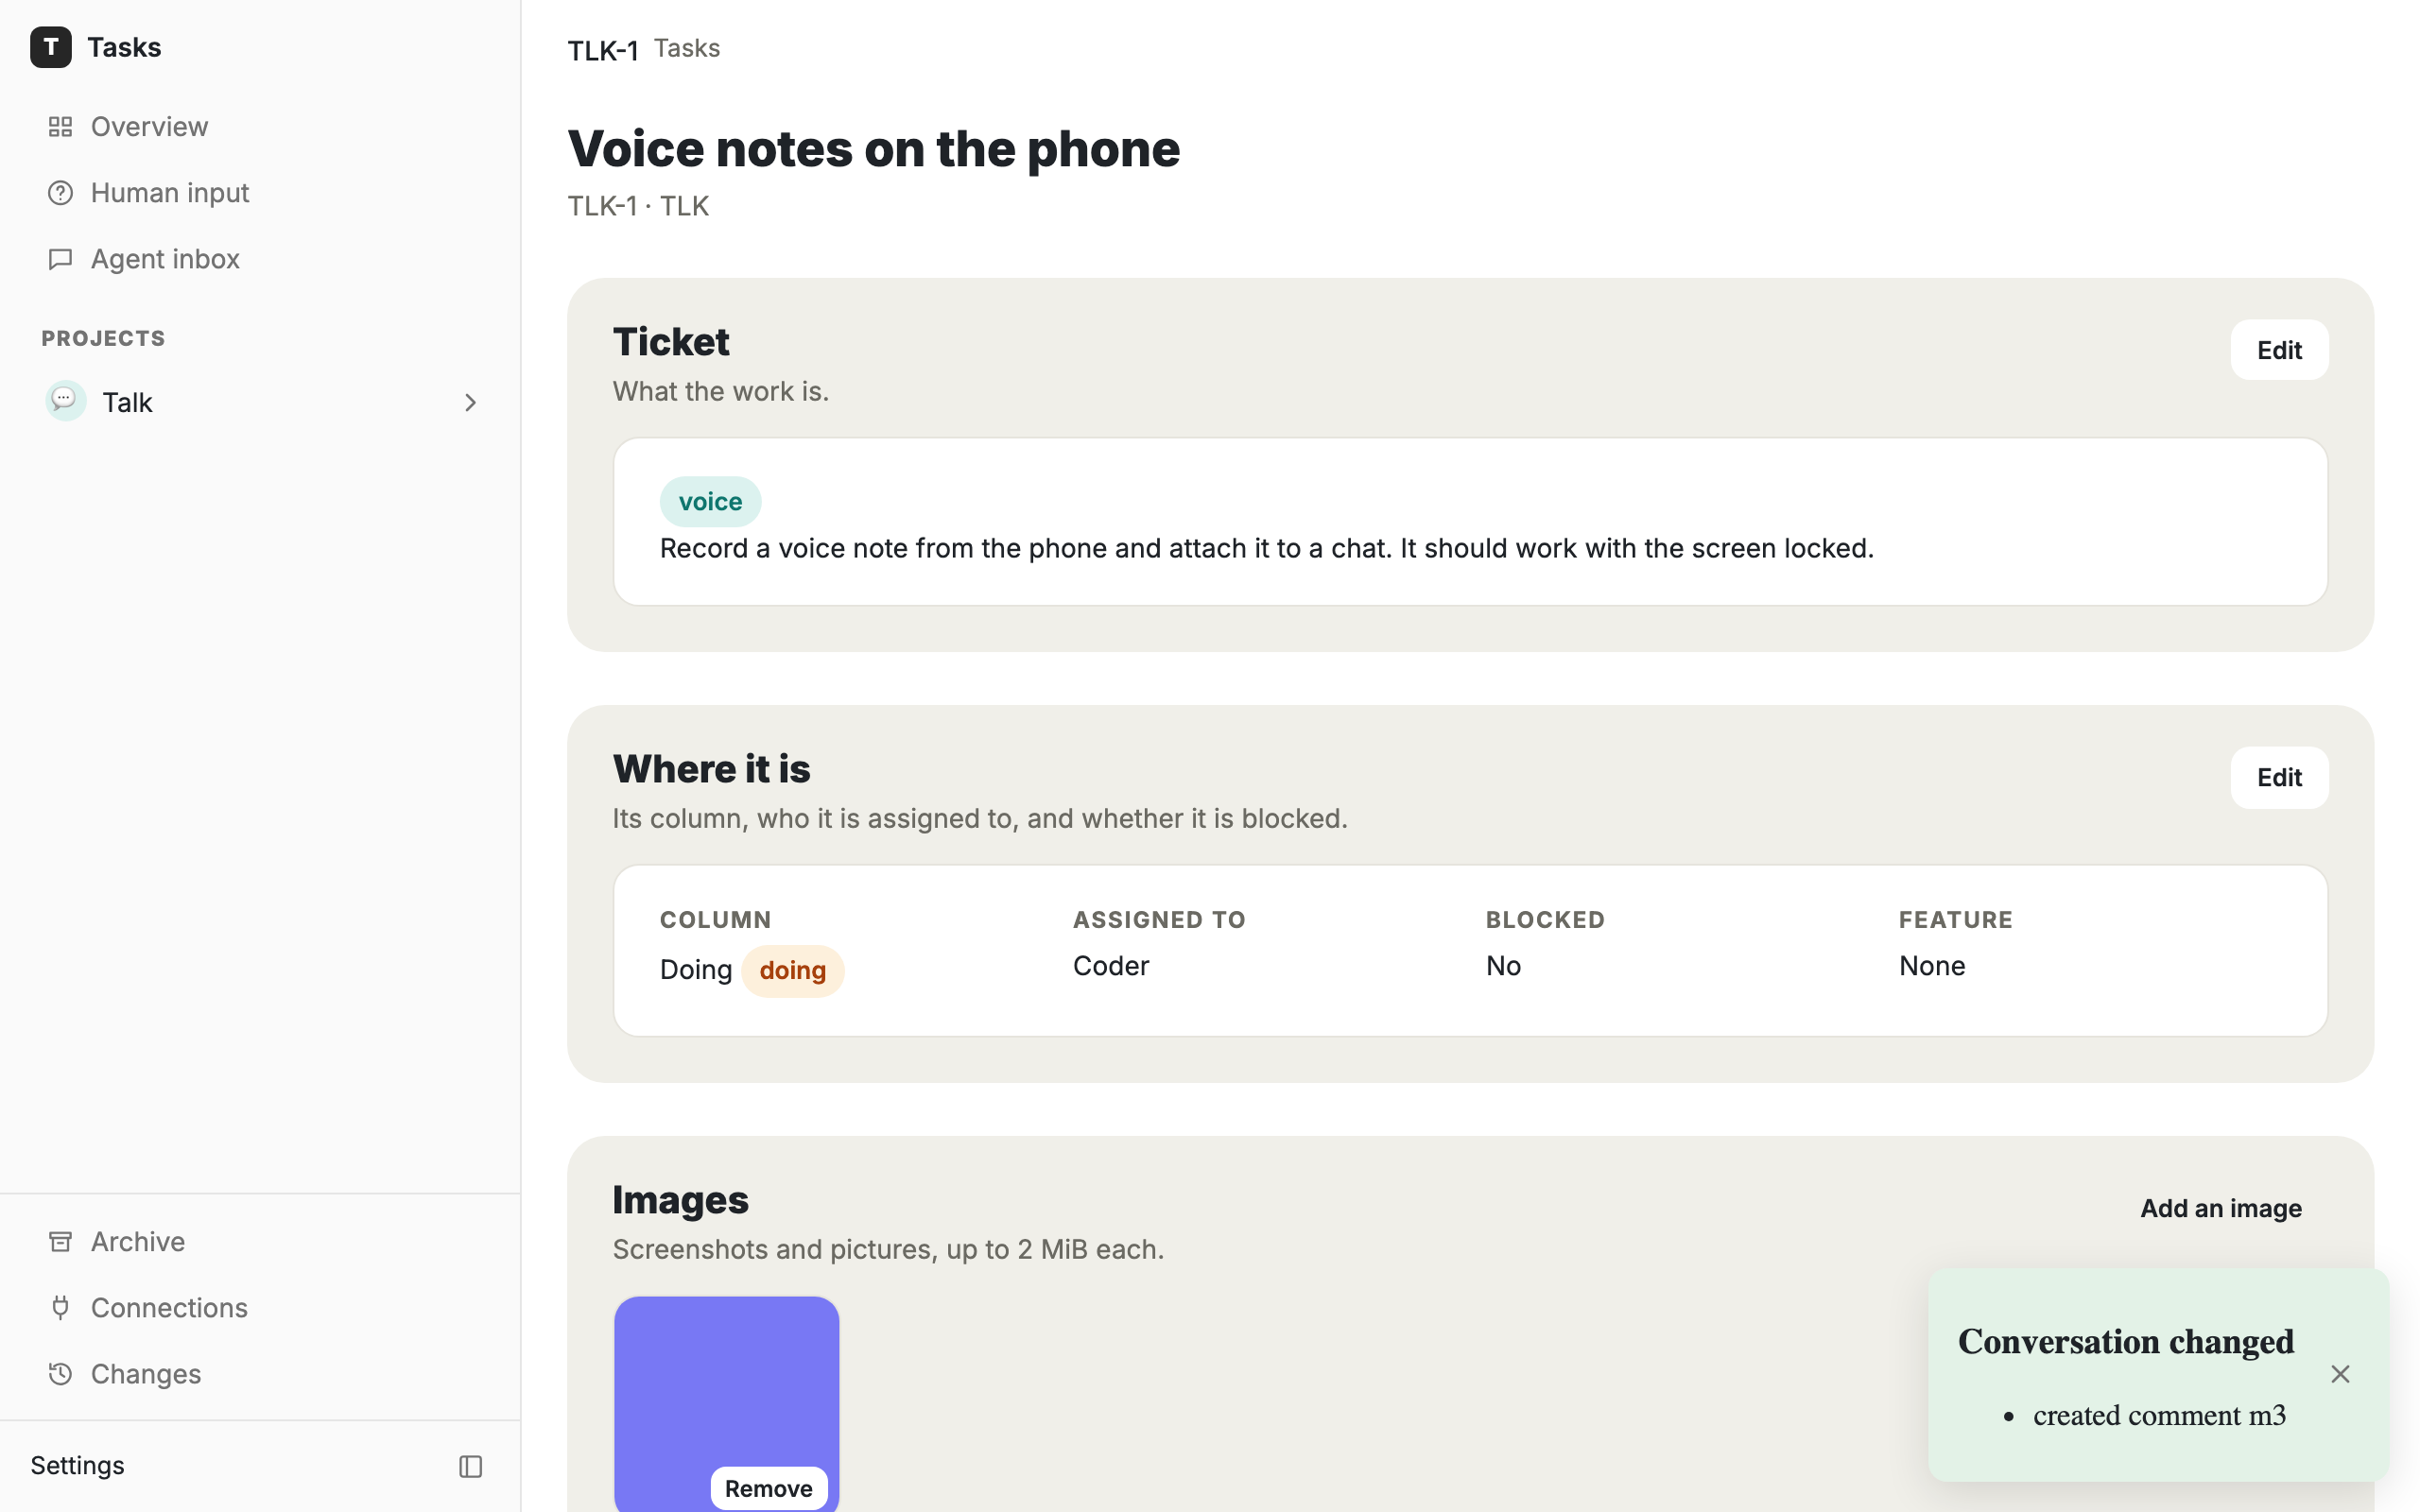 T Tasks
Overview
Human input
Agent inbox
PROJECTS
Talk
Archive
Connections
Changes
Settings
TLK-1 Tasks
Voice notes on the phone
TLK-1 · TLK
Ticket
Edit
What the work is.
voice
Record a voice note from the phone and attach it to a chat. It should work with the screen locked.
Where it is
Edit
Its column, who it is assigned to, and whether it is blocked.
COLUMN ASSIGNED TO BLOCKED FEATURE
Doing doing Coder No None
Images
Add an image
Screenshots and pictures, up to 2 MiB each.
Remove
Conversation changed
• created comment m3